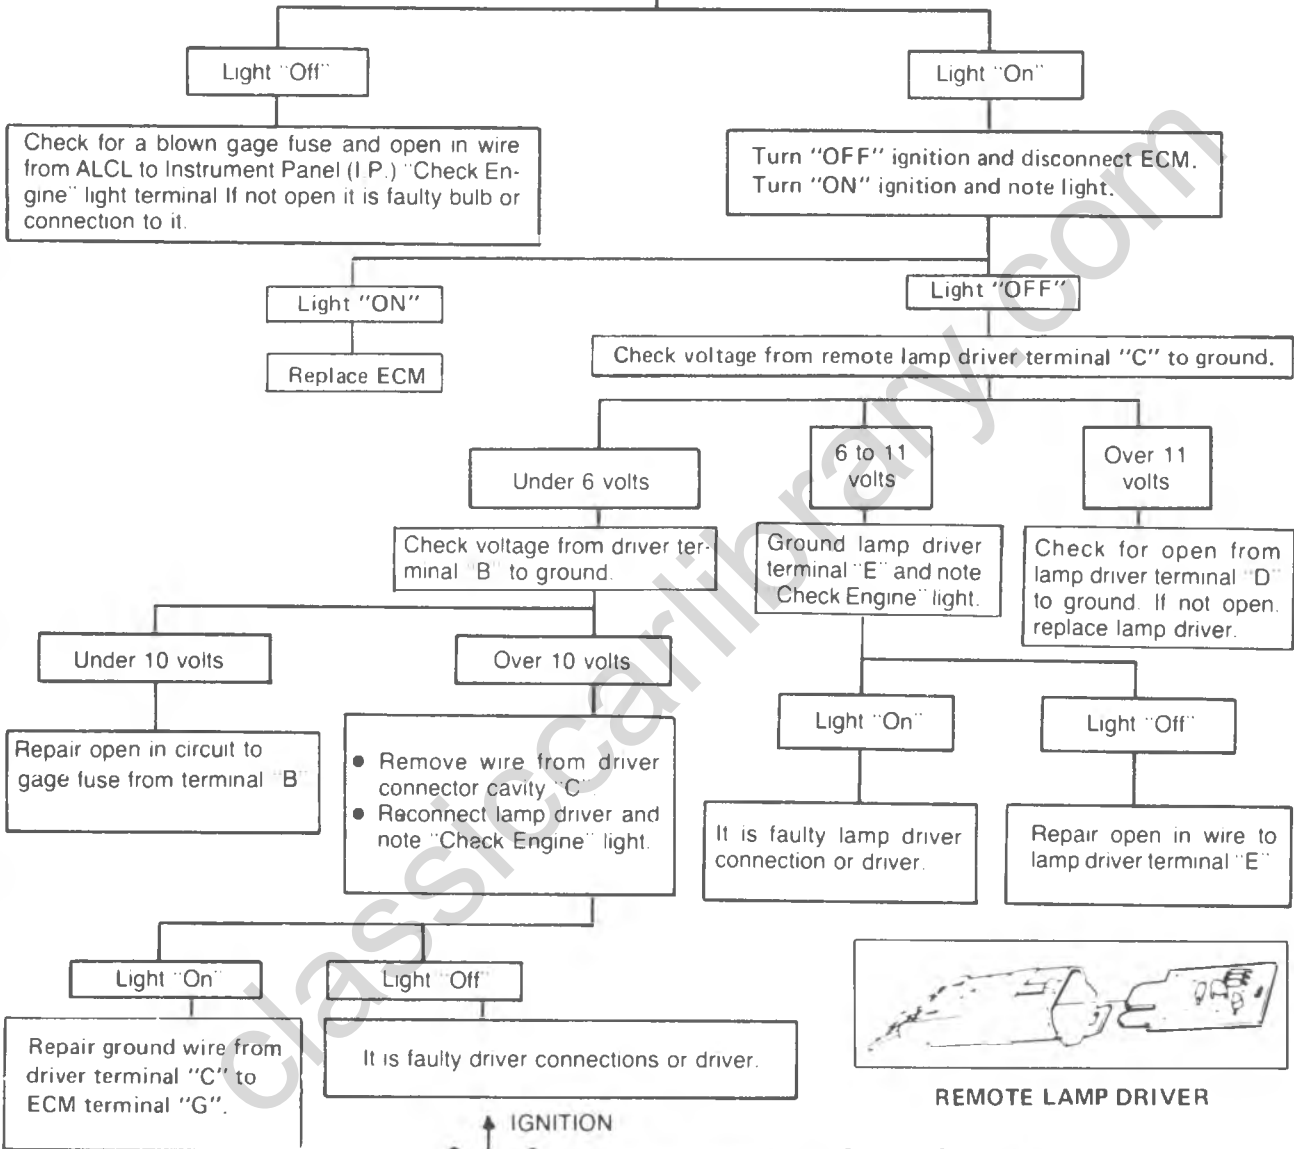 Light "Off"
Light "On"
Check for a blown gage fuse and open in wire
from ALCL to Instrument Panel (I.P.) "Check En-
gine" light terminal If not open it is faulty bulb or
connection to it.
Turn "OFF" ignition and disconnect ECM.
Turn "ON" ignition and note light.
Light "ON"
Light "OFF"
Replace ECM
Check voltage from remote lamp driver terminal "C" to ground.
Under 6 volts
6 to 11
volts
Over 11
volts
Check voltage from driver ter-
minal "B" to ground.
Ground lamp driver
terminal "E" and note
Check Engine" light.
Check for open from
lamp driver terminal "D"
to ground. If not open.
replace lamp driver.
Under 10 volts
Over 10 volts
Light "On"
Light "Off"
Repair open in circuit to
gage fuse from terminal "B"
● Remove wire from driver
connector cavity "C"
● Reconnect lamp driver and
note "Check Engine" light.
It is faulty lamp driver
connection or driver.
Repair open in wire to
lamp driver terminal "E"
Light "On"
Light "Off"
Repair ground wire from
driver terminal "C" to
ECM terminal "G".
It is faulty driver connections or driver.
REMOTE LAMP DRIVER
IGNITION
classiccarlibrary.com